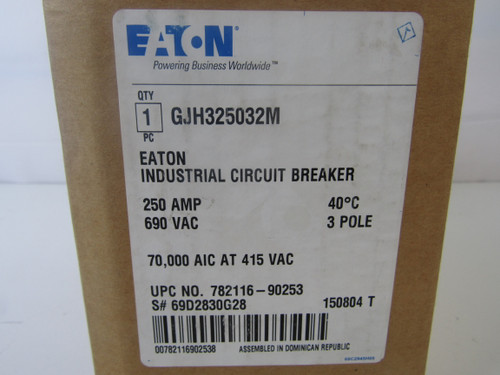 EATON
Powering Business Worldwide™
QTY
1 GJH325032M
PC
EATON
INDUSTRIAL CIRCUIT BREAKER
250 AMP 40°C
690 VAC 3 POLE
70,000 AIC AT 415 VAC
UPC NO. 782116-90253
S# 69D2830G28 150804 T
00782116902538 ASSEMBLED IN DOMINICAN REPUBLIC